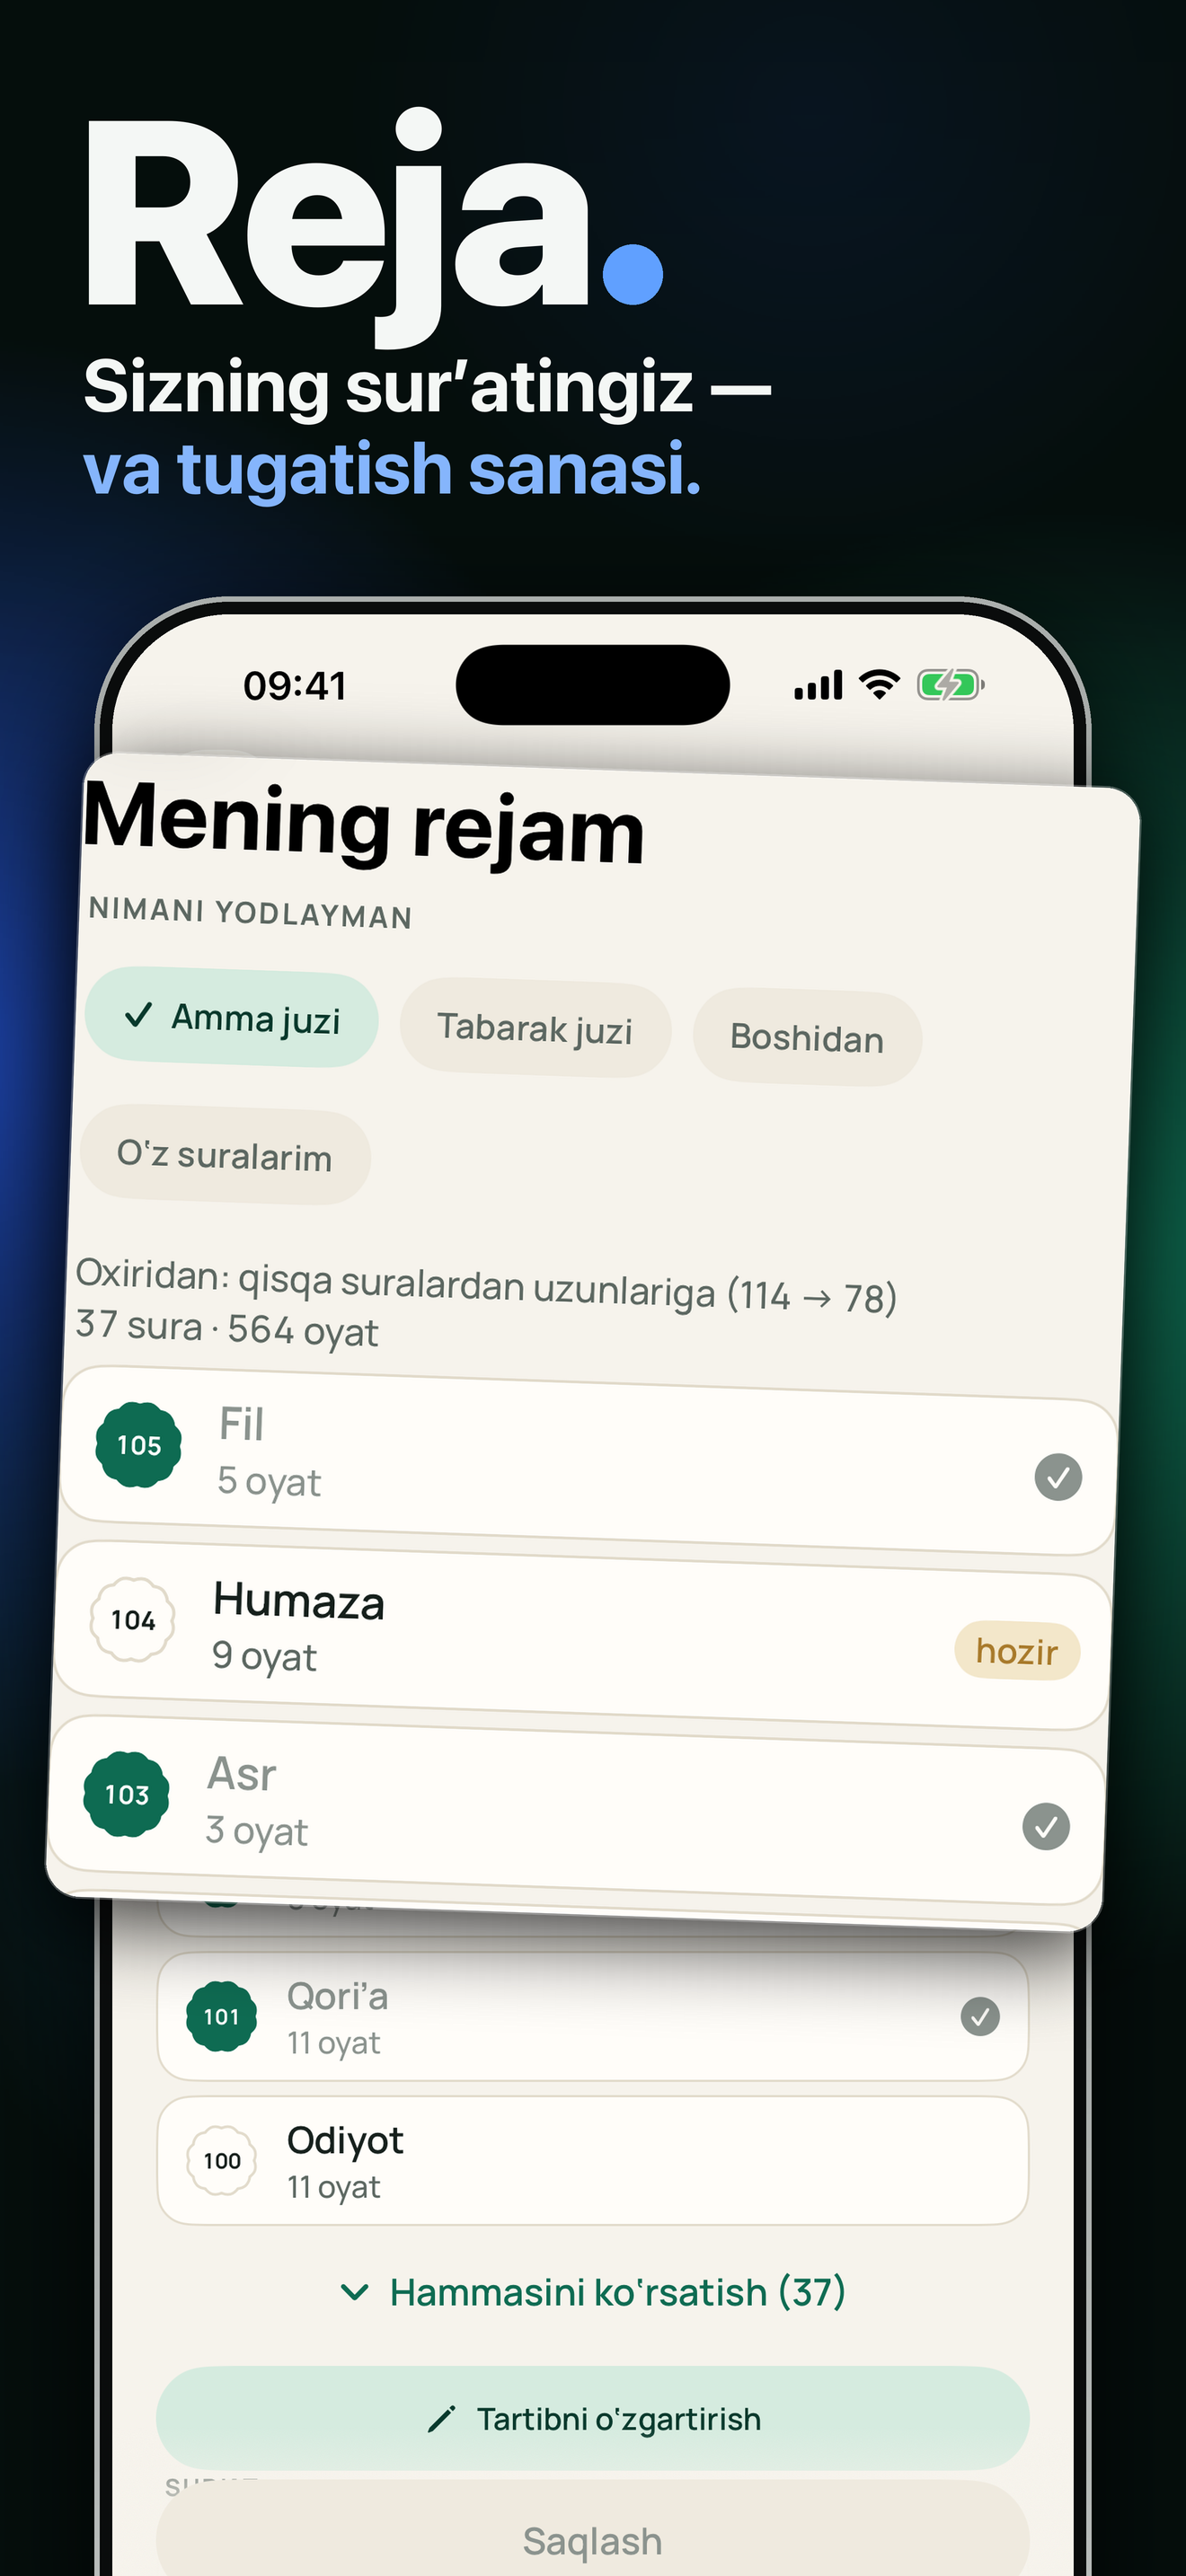 Reja.
Sizning sur’atingiz —
va tugatish sanasi.
09:41
Mening rejam
NIMANI YODLAYMAN
Amma juzi
Tabarak juzi
Boshidan
O‘z suralarim
Oxiridan: qisqa suralardan uzunlariga (114 → 78)
37 sura · 564 oyat
105
Fil
5 oyat
104
Humaza
9 oyat
hozir
103
Asr
3 oyat
101
Qori’a
11 oyat
100
Odiyot
11 oyat
Hammasini ko‘rsatish (37)
Tartibni o‘zgartirish
Saqlash